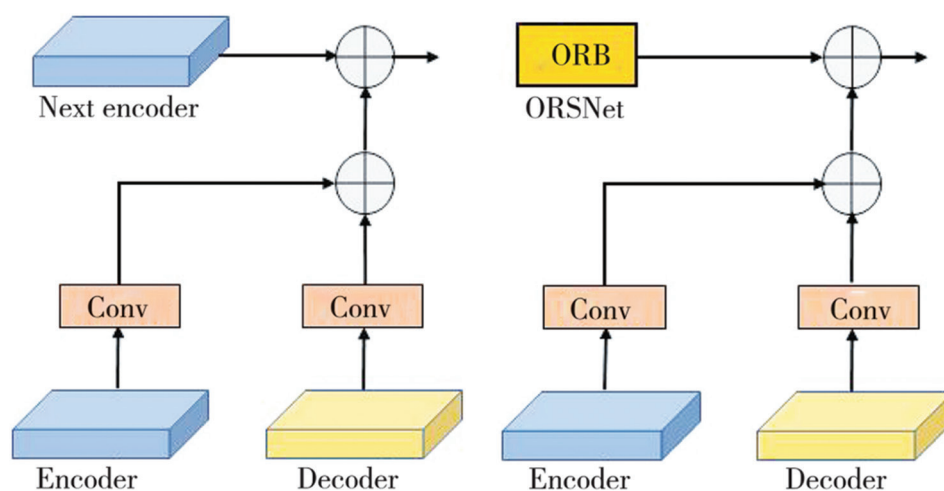 Next encoder
ORB
ORSNet
Conv
Conv
Conv
Conv
Encoder
Decoder
Encoder
Decoder